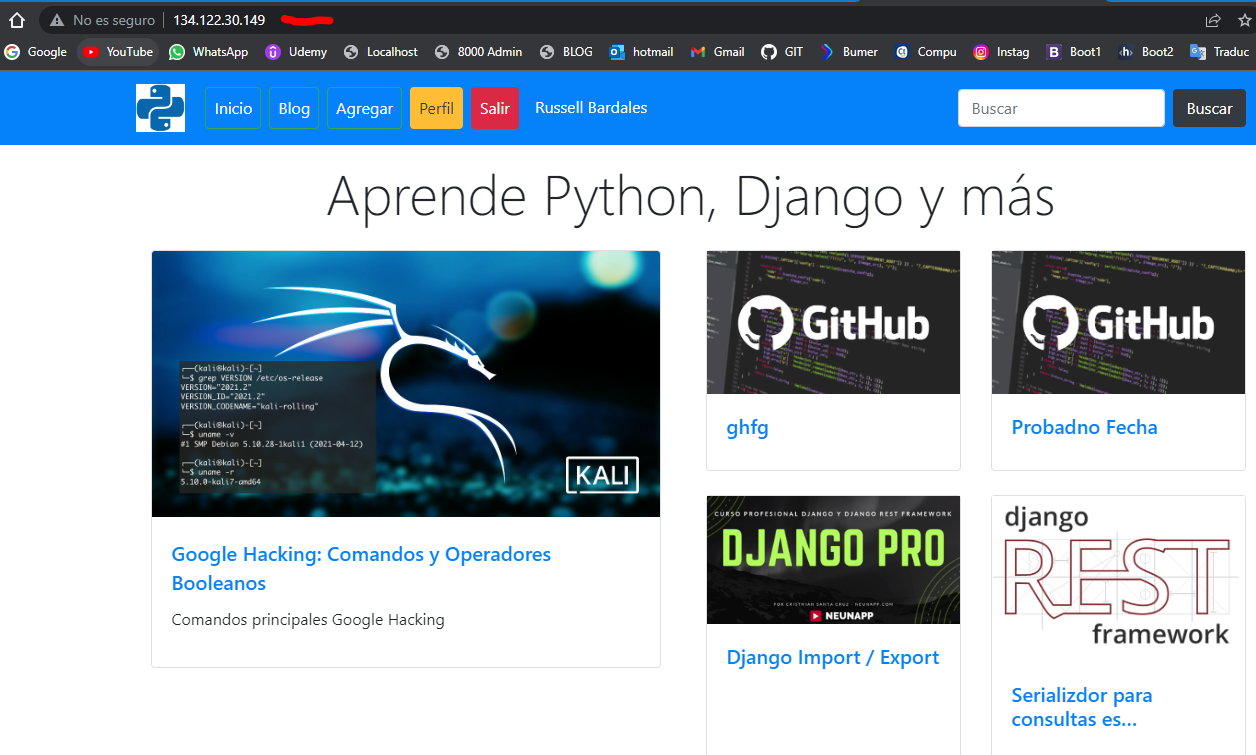 No es seguro 134.122.30.149
Google YouTube WhatsApp Udemy Localhost 8000 Admin BLOG hotmail Gmail GIT Bumer Compu Instag Boot1 Boot2 Traduc
Inicio Blog Agregar Perfil Salir Russell Bardales Buscar Buscar
Aprende Python, Django y más
┌──(kali㉿kali)-[~]
└─$ grep VERSION /etc/os-release
VERSION="2021.2"
VERSION_ID="2021.2"
VERSION_CODENAME="kali-rolling"
┌──(kali㉿kali)-[~]
└─$ uname -v
#1 SMP Debian 5.10.28-1kali1 (2021-04-12)
┌──(kali㉿kali)-[~]
└─$ uname -r
5.10.0-kali7-amd64
KALI
Google Hacking: Comandos y Operadores
Booleanos
Comandos principales Google Hacking
GitHub
ghfg
GitHub
Probadno Fecha
CURSO PROFESIONAL DJANGO Y DJANGO REST FRAMEWORK
DJANGO PRO
POR CRISTHIAN SANTA CRUZ - NEUNAPP.COM
NEUNAPP
Django Import / Export
django
REST
framework
Serializdor para
consultas es...